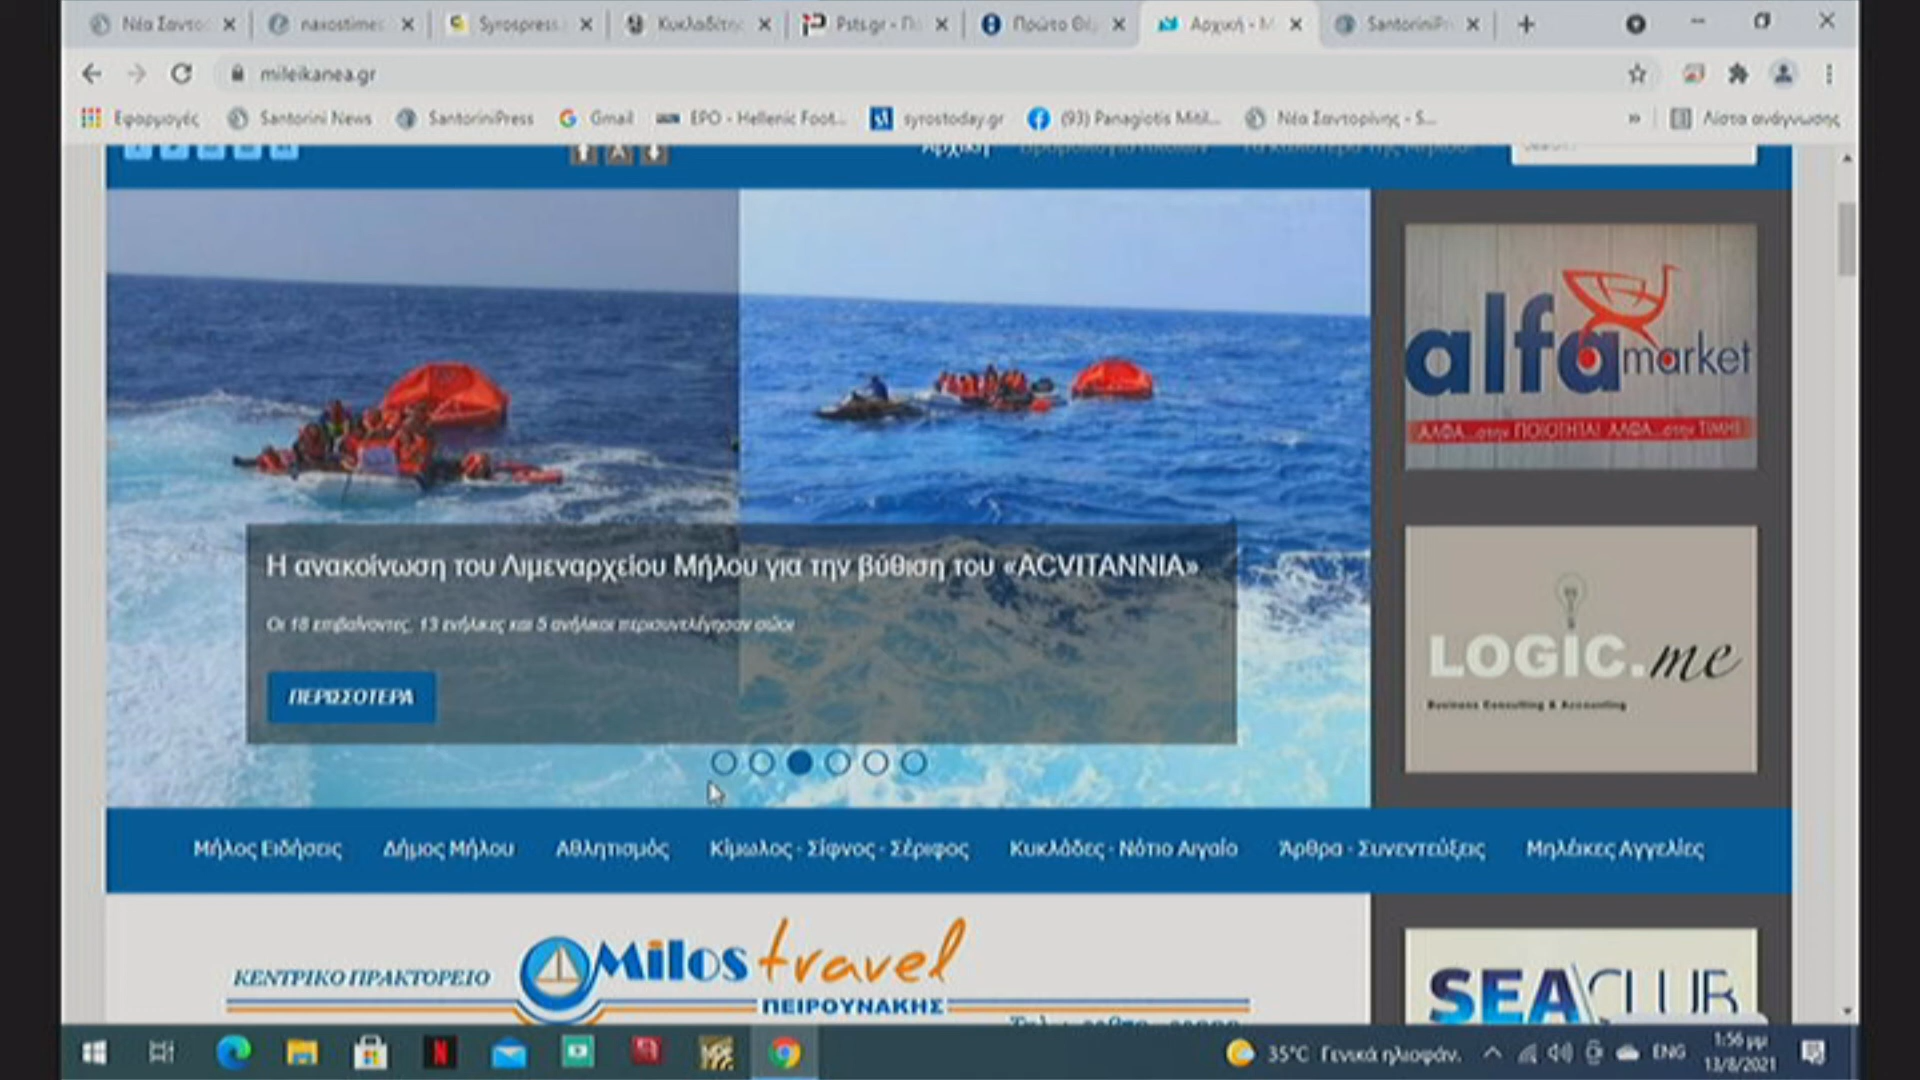 Νέα Σαντο
naxostimes
Syrospress
Κυκλαδίτης
Psts.gr - Π
Πρώτο Θέ
Αρχική - Μ
SantoriniPr
mileikanea.gr
Εφαρμογές
Santorini News
SantoriniPress
Gmail
EPO - Hellenic Foot...
syrostoday.gr
(93) Panagiotis Mitil...
Νέα Σαντορίνης - S...
»
Λίστα ανάγνωσης
Αρχική
alfa market
ΑΛΦΑ...στην ΠΟΙΟΤΗΤΑ! ΑΛΦΑ...στην ΤΙΜΗ!
Η ανακοίνωση του Λιμεναρχείου Μήλου για την βύθιση του «ACVITANNIA»
Οι 18 επιβαίνοντες, 13 ενήλικες και 5 ανήλικοι περισυνελέγησαν σώοι
ΠΕΡΙΣΣΟΤΕΡΑ
LOGIC.me
Business Consulting & Accounting
Μήλος Ειδήσεις
Δήμος Μήλου
Αθλητισμός
Κίμωλος - Σίφνος - Σέριφος
Κυκλάδες - Νότιο Αιγαίο
Άρθρα - Συνεντεύξεις
Μηλέικες Αγγελίες
ΚΕΝΤΡΙΚΟ ΠΡΑΚΤΟΡΕΙΟ
Milos travel
ΠΕΙΡΟΥΝΑΚΗΣ
SEA CLUB
35°C Γενικά ηλιοφάν.
ENG
1:56 μμ
13/8/2021